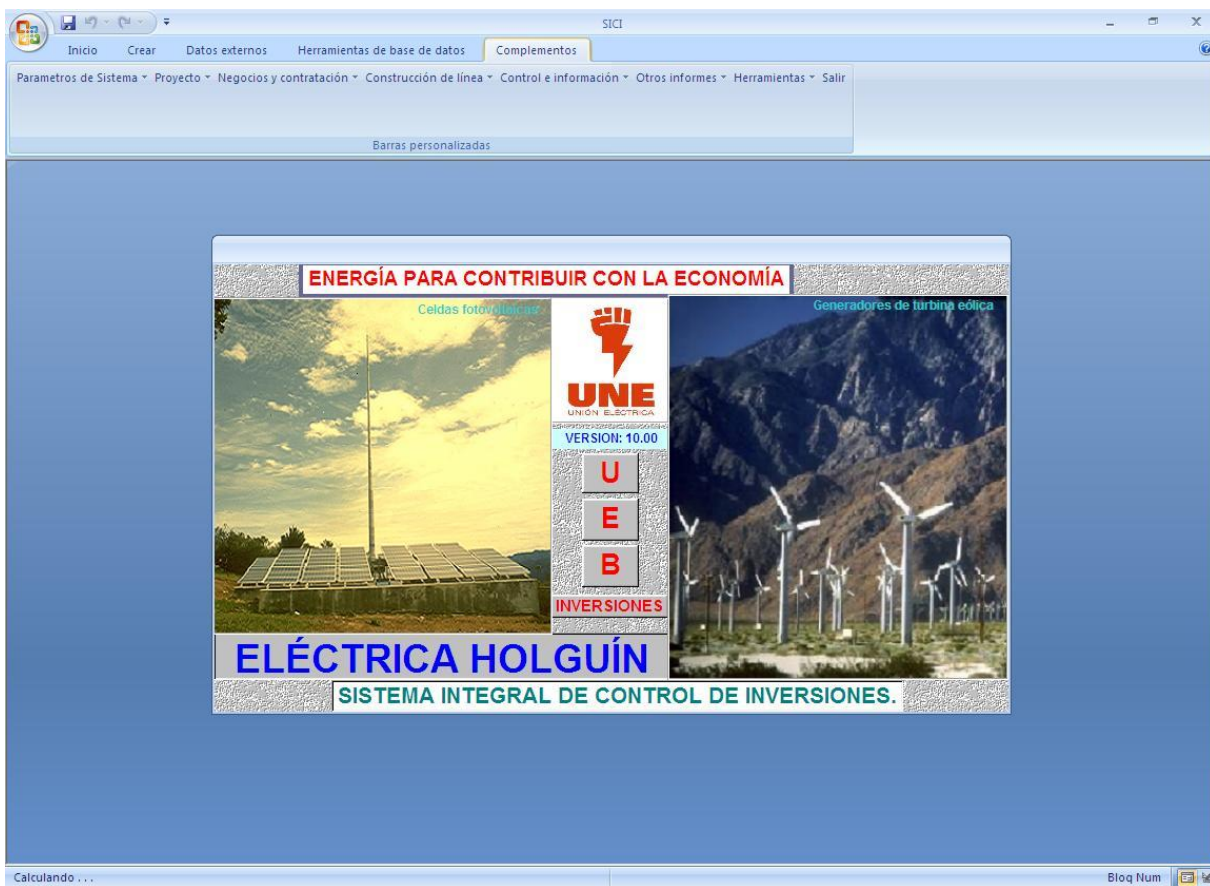 SICI
Inicio Crear Datos externos Herramientas de base de datos Complementos
Parametros de Sistema Proyecto Negocios y contratación Construcción de línea Control e información Otros informes Herramientas Salir
Barras personalizadas
ENERGÍA PARA CONTRIBUIR CON LA ECONOMÍA
Celdas fotovoltaicas
Generadores de turbina eólica
UNE
UNIÓN ELÉCTRICA
VERSION: 10.00
U
E
B
INVERSIONES
ELÉCTRICA HOLGUÍN
SISTEMA INTEGRAL DE CONTROL DE INVERSIONES.
Calculando . . .
Bloq Num